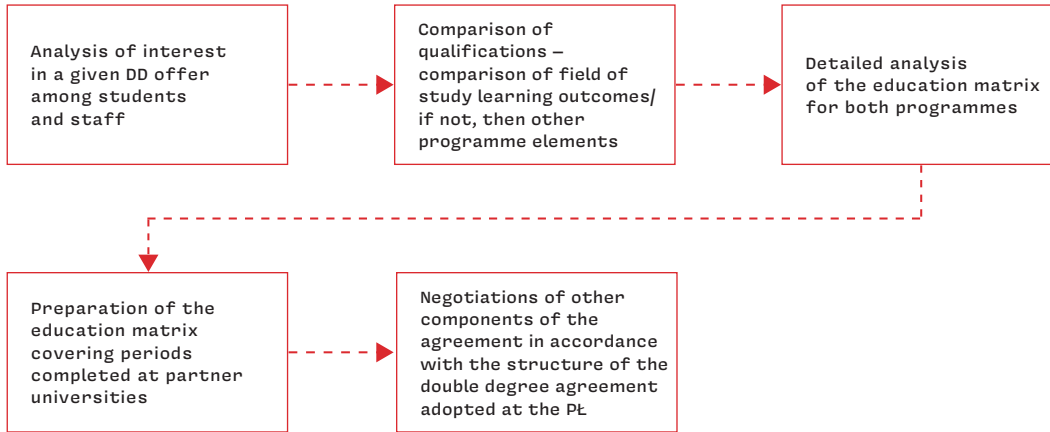 Analysis of interest
in a given DD offer
among students
and staff
Comparison of
qualifications –
comparison of field of
study learning outcomes/
if not, then other
programme elements
Detailed analysis
of the education matrix
for both programmes
Preparation of the
education matrix
covering periods
completed at partner
universities
Negotiations of other
components of the
agreement in accordance
with the structure of the
double degree agreement
adopted at the PŁ